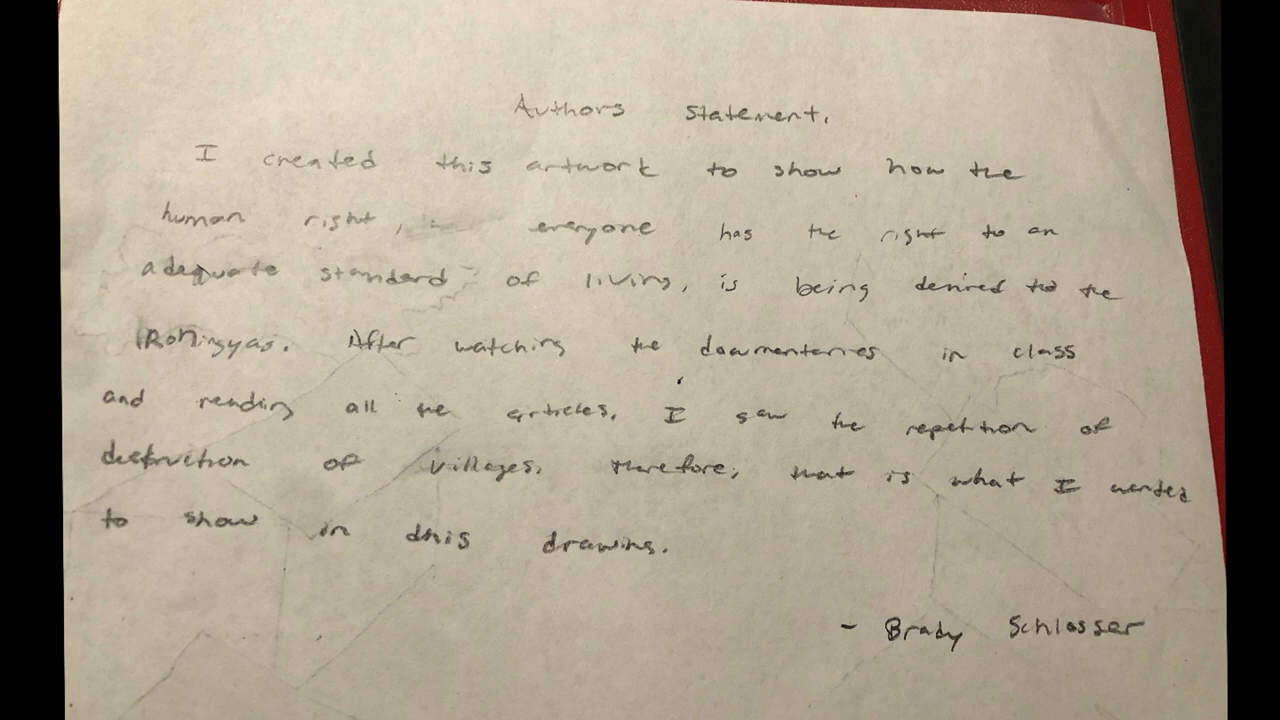 Authors Statement.
I created this artwork to show how the
human right, everyone has the right to an
adequate standard of living, is being denired to the
Rohingyas. After watching the documentaries in class
and reading all the articles, I saw the repetition of
destruction of villages. Therefore, that is what I wanted
to show in this drawing.
- Brady Schlosser